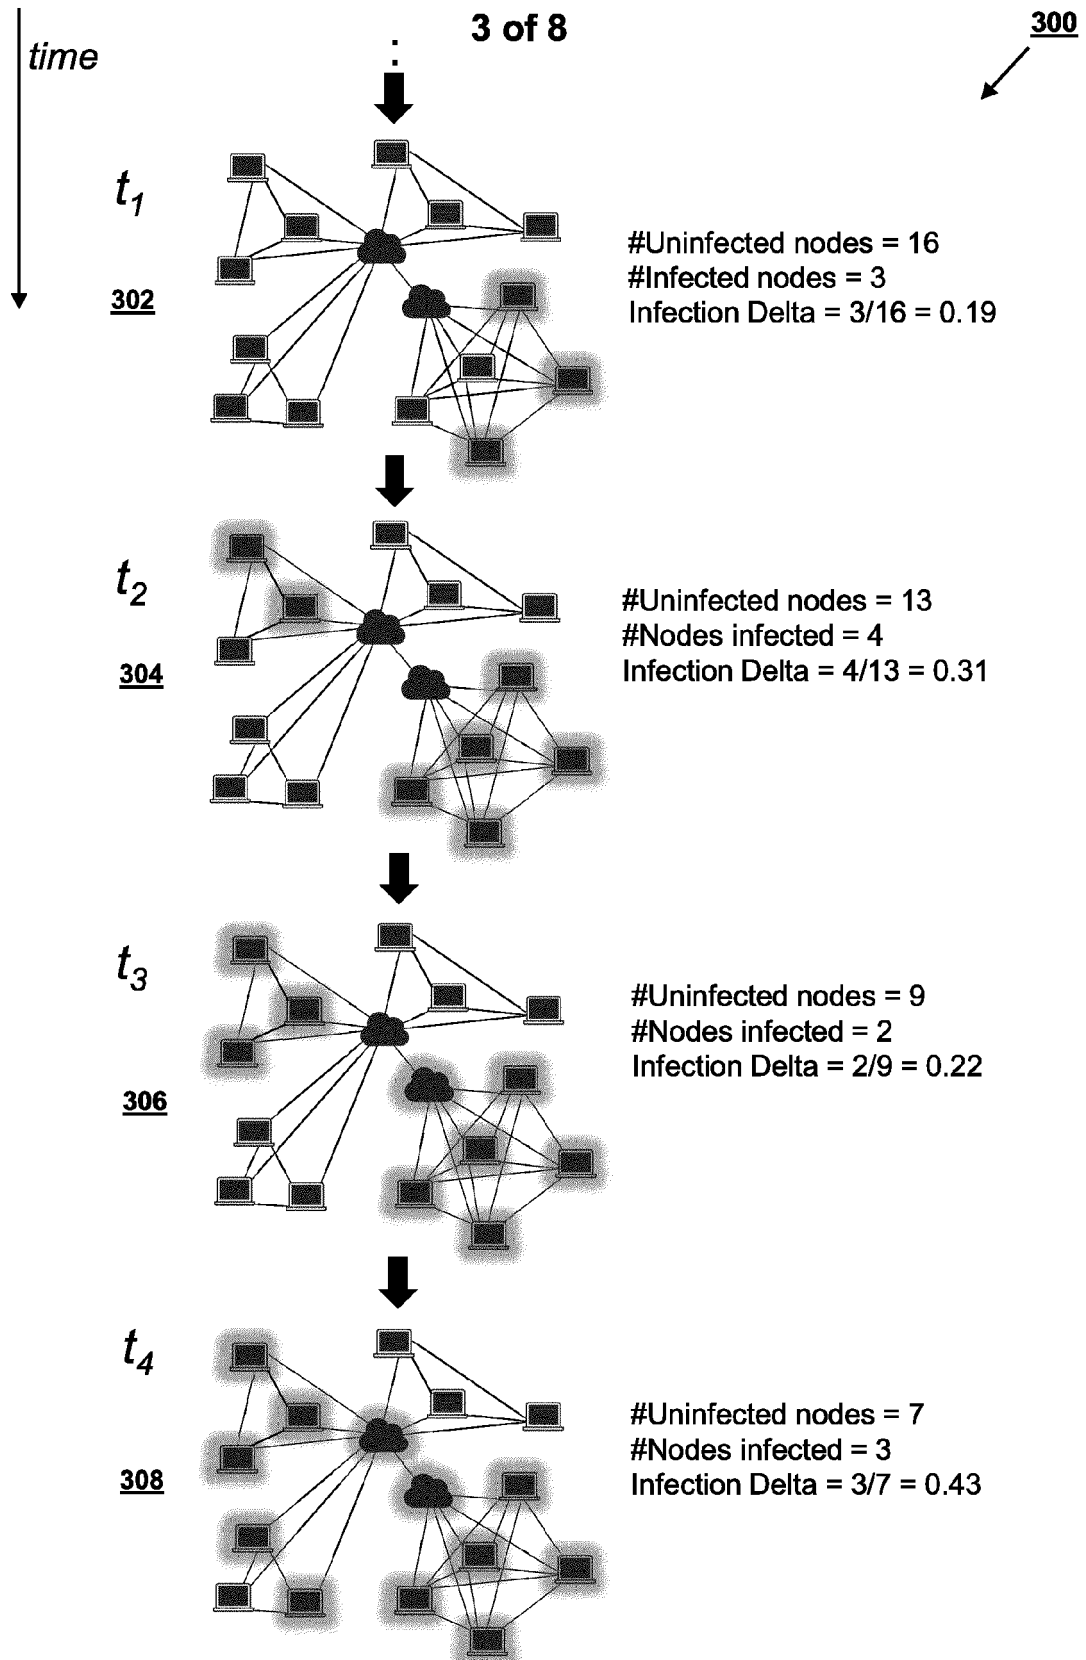 3 of 8
300
time
t1
#Uninfected nodes = 16
#Infected nodes = 3
Infection Delta = 3/16 = 0.19
302
t2
#Uninfected nodes = 13
#Nodes infected = 4
Infection Delta = 4/13 = 0.31
304
t3
#Uninfected nodes = 9
#Nodes infected = 2
Infection Delta = 2/9 = 0.22
306
t4
#Uninfected nodes = 7
#Nodes infected = 3
Infection Delta = 3/7 = 0.43
308